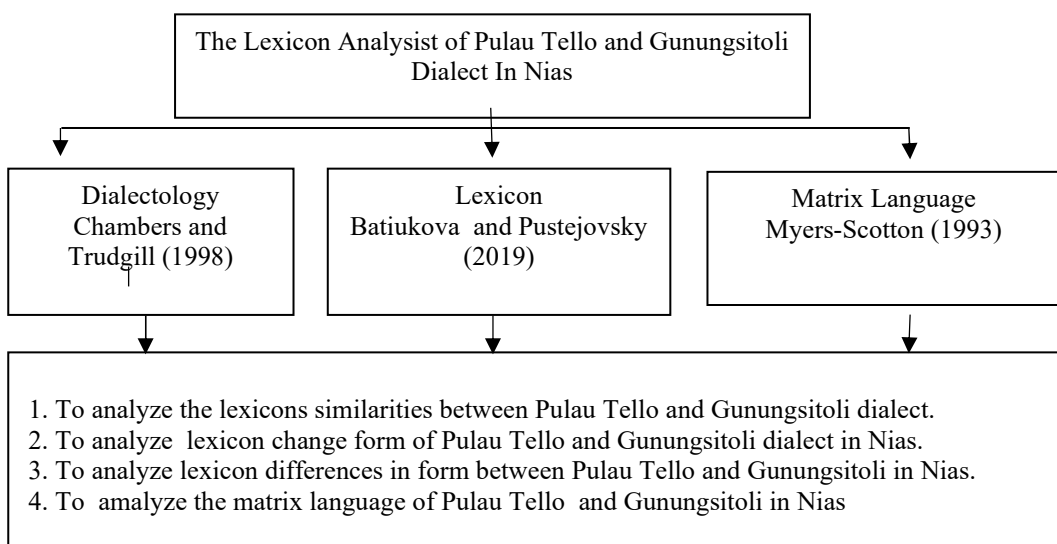 The Lexicon Analysist of Pulau Tello and Gunungsitoli
Dialect In Nias
Dialectology
Chambers and
Trudgill (1998)
Lexicon
Batiukova and Pustejovsky
(2019)
Matrix Language
Myers-Scotton (1993)
1. To analyze the lexicons similarities between Pulau Tello and Gunungsitoli dialect.
2. To analyze lexicon change form of Pulau Tello and Gunungsitoli dialect in Nias.
3. To analyze lexicon differences in form between Pulau Tello and Gunungsitoli in Nias.
4. To amalyze the matrix language of Pulau Tello and Gunungsitoli in Nias